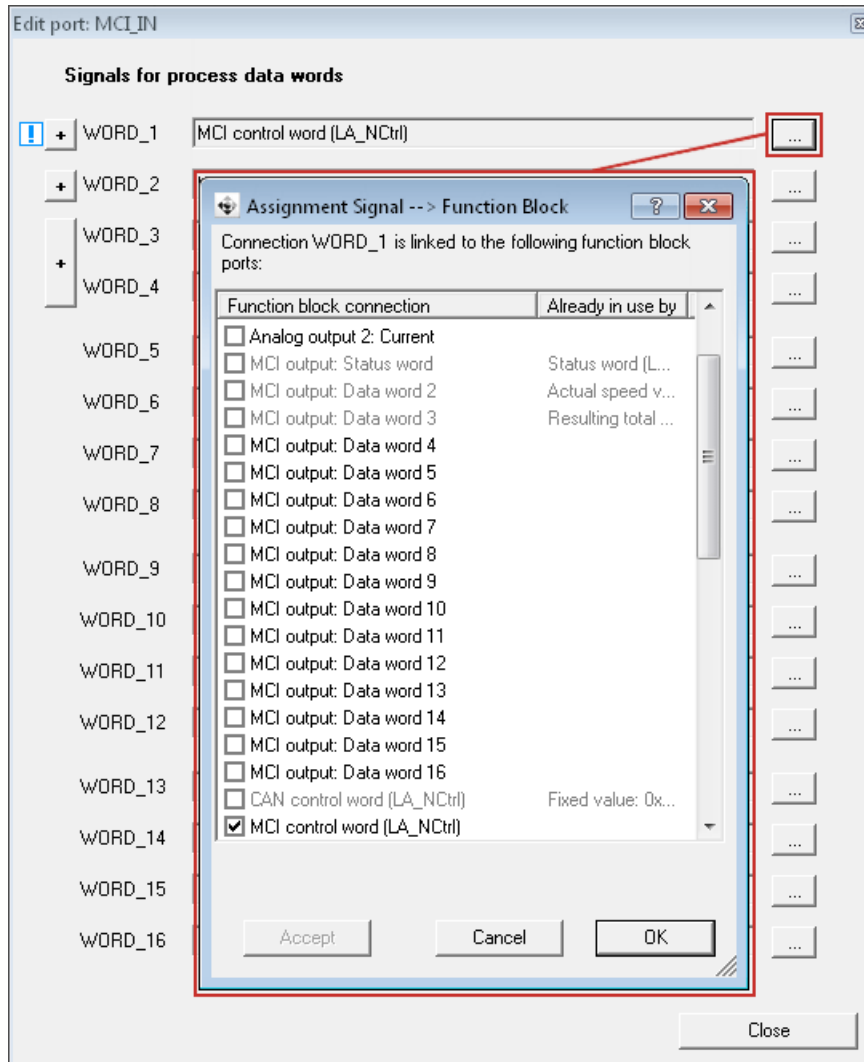 Edit port: MCI_IN
Signals for process data words
! + WORD_1 MCI control word (LA_NCtrl) ...
+ WORD_2 ...
WORD_3 ...
+
WORD_4 ...
WORD_5 ...
WORD_6 ...
WORD_7 ...
WORD_8 ...
WORD_9 ...
WORD_10 ...
WORD_11 ...
WORD_12 ...
WORD_13 ...
WORD_14 ...
WORD_15 ...
WORD_16 ...
Assignment Signal --> Function Block ?
Connection WORD_1 is linked to the following function block
ports:
Function block connection Already in use by
Analog output 2: Current
MCI output: Status word Status word (L...
MCI output: Data word 2 Actual speed v...
MCI output: Data word 3 Resulting total ...
MCI output: Data word 4
MCI output: Data word 5
MCI output: Data word 6
MCI output: Data word 7
MCI output: Data word 8
MCI output: Data word 9
MCI output: Data word 10
MCI output: Data word 11
MCI output: Data word 12
MCI output: Data word 13
MCI output: Data word 14
MCI output: Data word 15
MCI output: Data word 16
CAN control word (LA_NCtrl) Fixed value: 0x...
MCI control word (LA_NCtrl)
Accept Cancel OK
Close